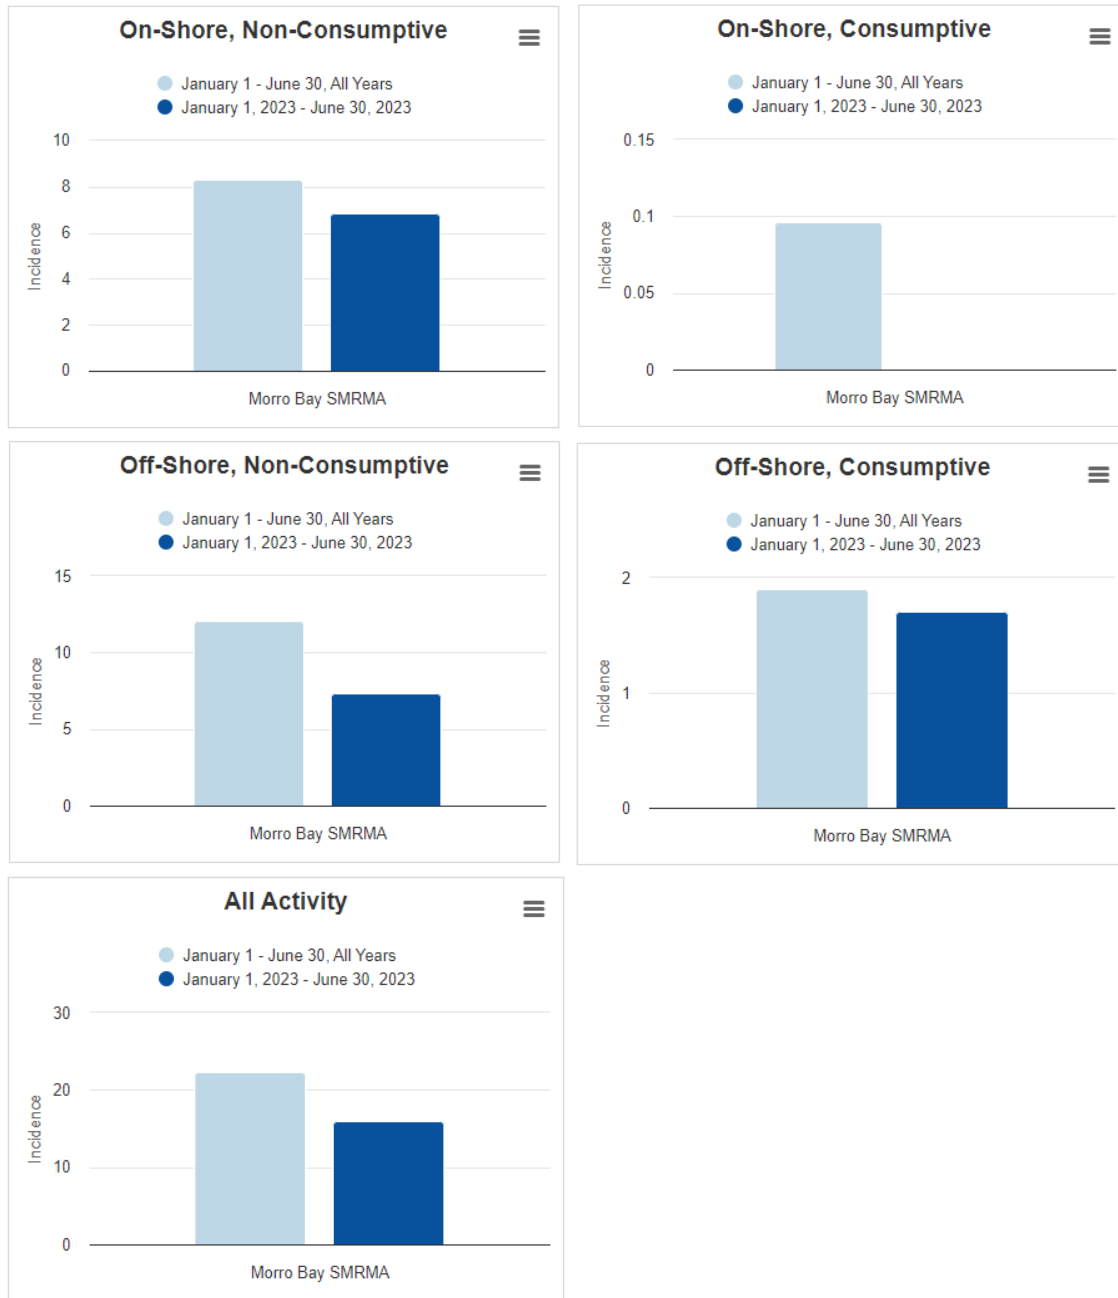 On-Shore, Non-Consumptive
January 1 - June 30, All Years
January 1, 2023 - June 30, 2023
10
8
6
4
2
0
Incidence
Morro Bay SMRMA
On-Shore, Consumptive
January 1 - June 30, All Years
January 1, 2023 - June 30, 2023
0.15
0.1
0.05
0
Incidence
Morro Bay SMRMA
Off-Shore, Non-Consumptive
January 1 - June 30, All Years
January 1, 2023 - June 30, 2023
15
10
5
0
Incidence
Morro Bay SMRMA
Off-Shore, Consumptive
January 1 - June 30, All Years
January 1, 2023 - June 30, 2023
2
1
0
Incidence
Morro Bay SMRMA
All Activity
January 1 - June 30, All Years
January 1, 2023 - June 30, 2023
30
20
10
0
Incidence
Morro Bay SMRMA